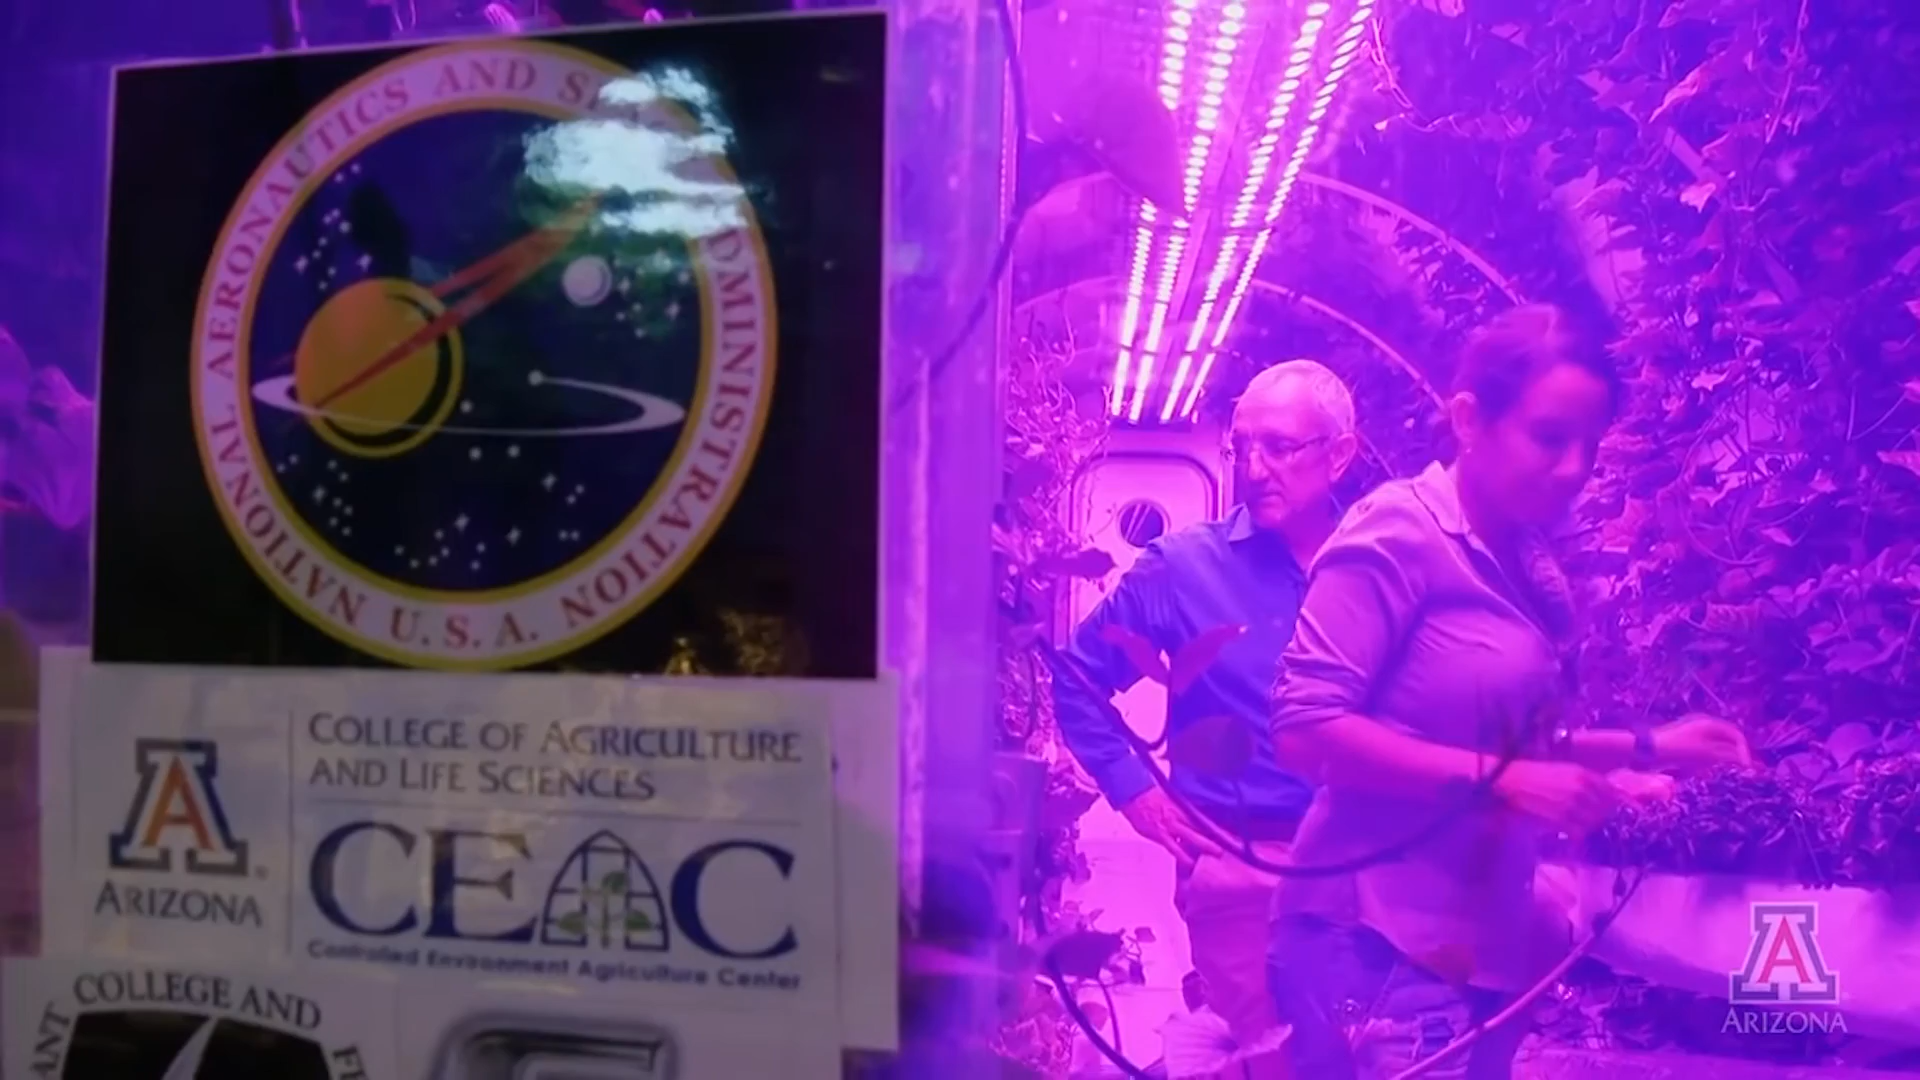 NATIONAL AERONAUTICS AND
ADMINISTRATION
U.S.A.
COLLEGE OF AGRICULTURE
AND LIFE SCIENCES
A
ARIZONA
CEAC
Controlled Environment Agriculture Center
COLLEGE AND
A
ARIZONA